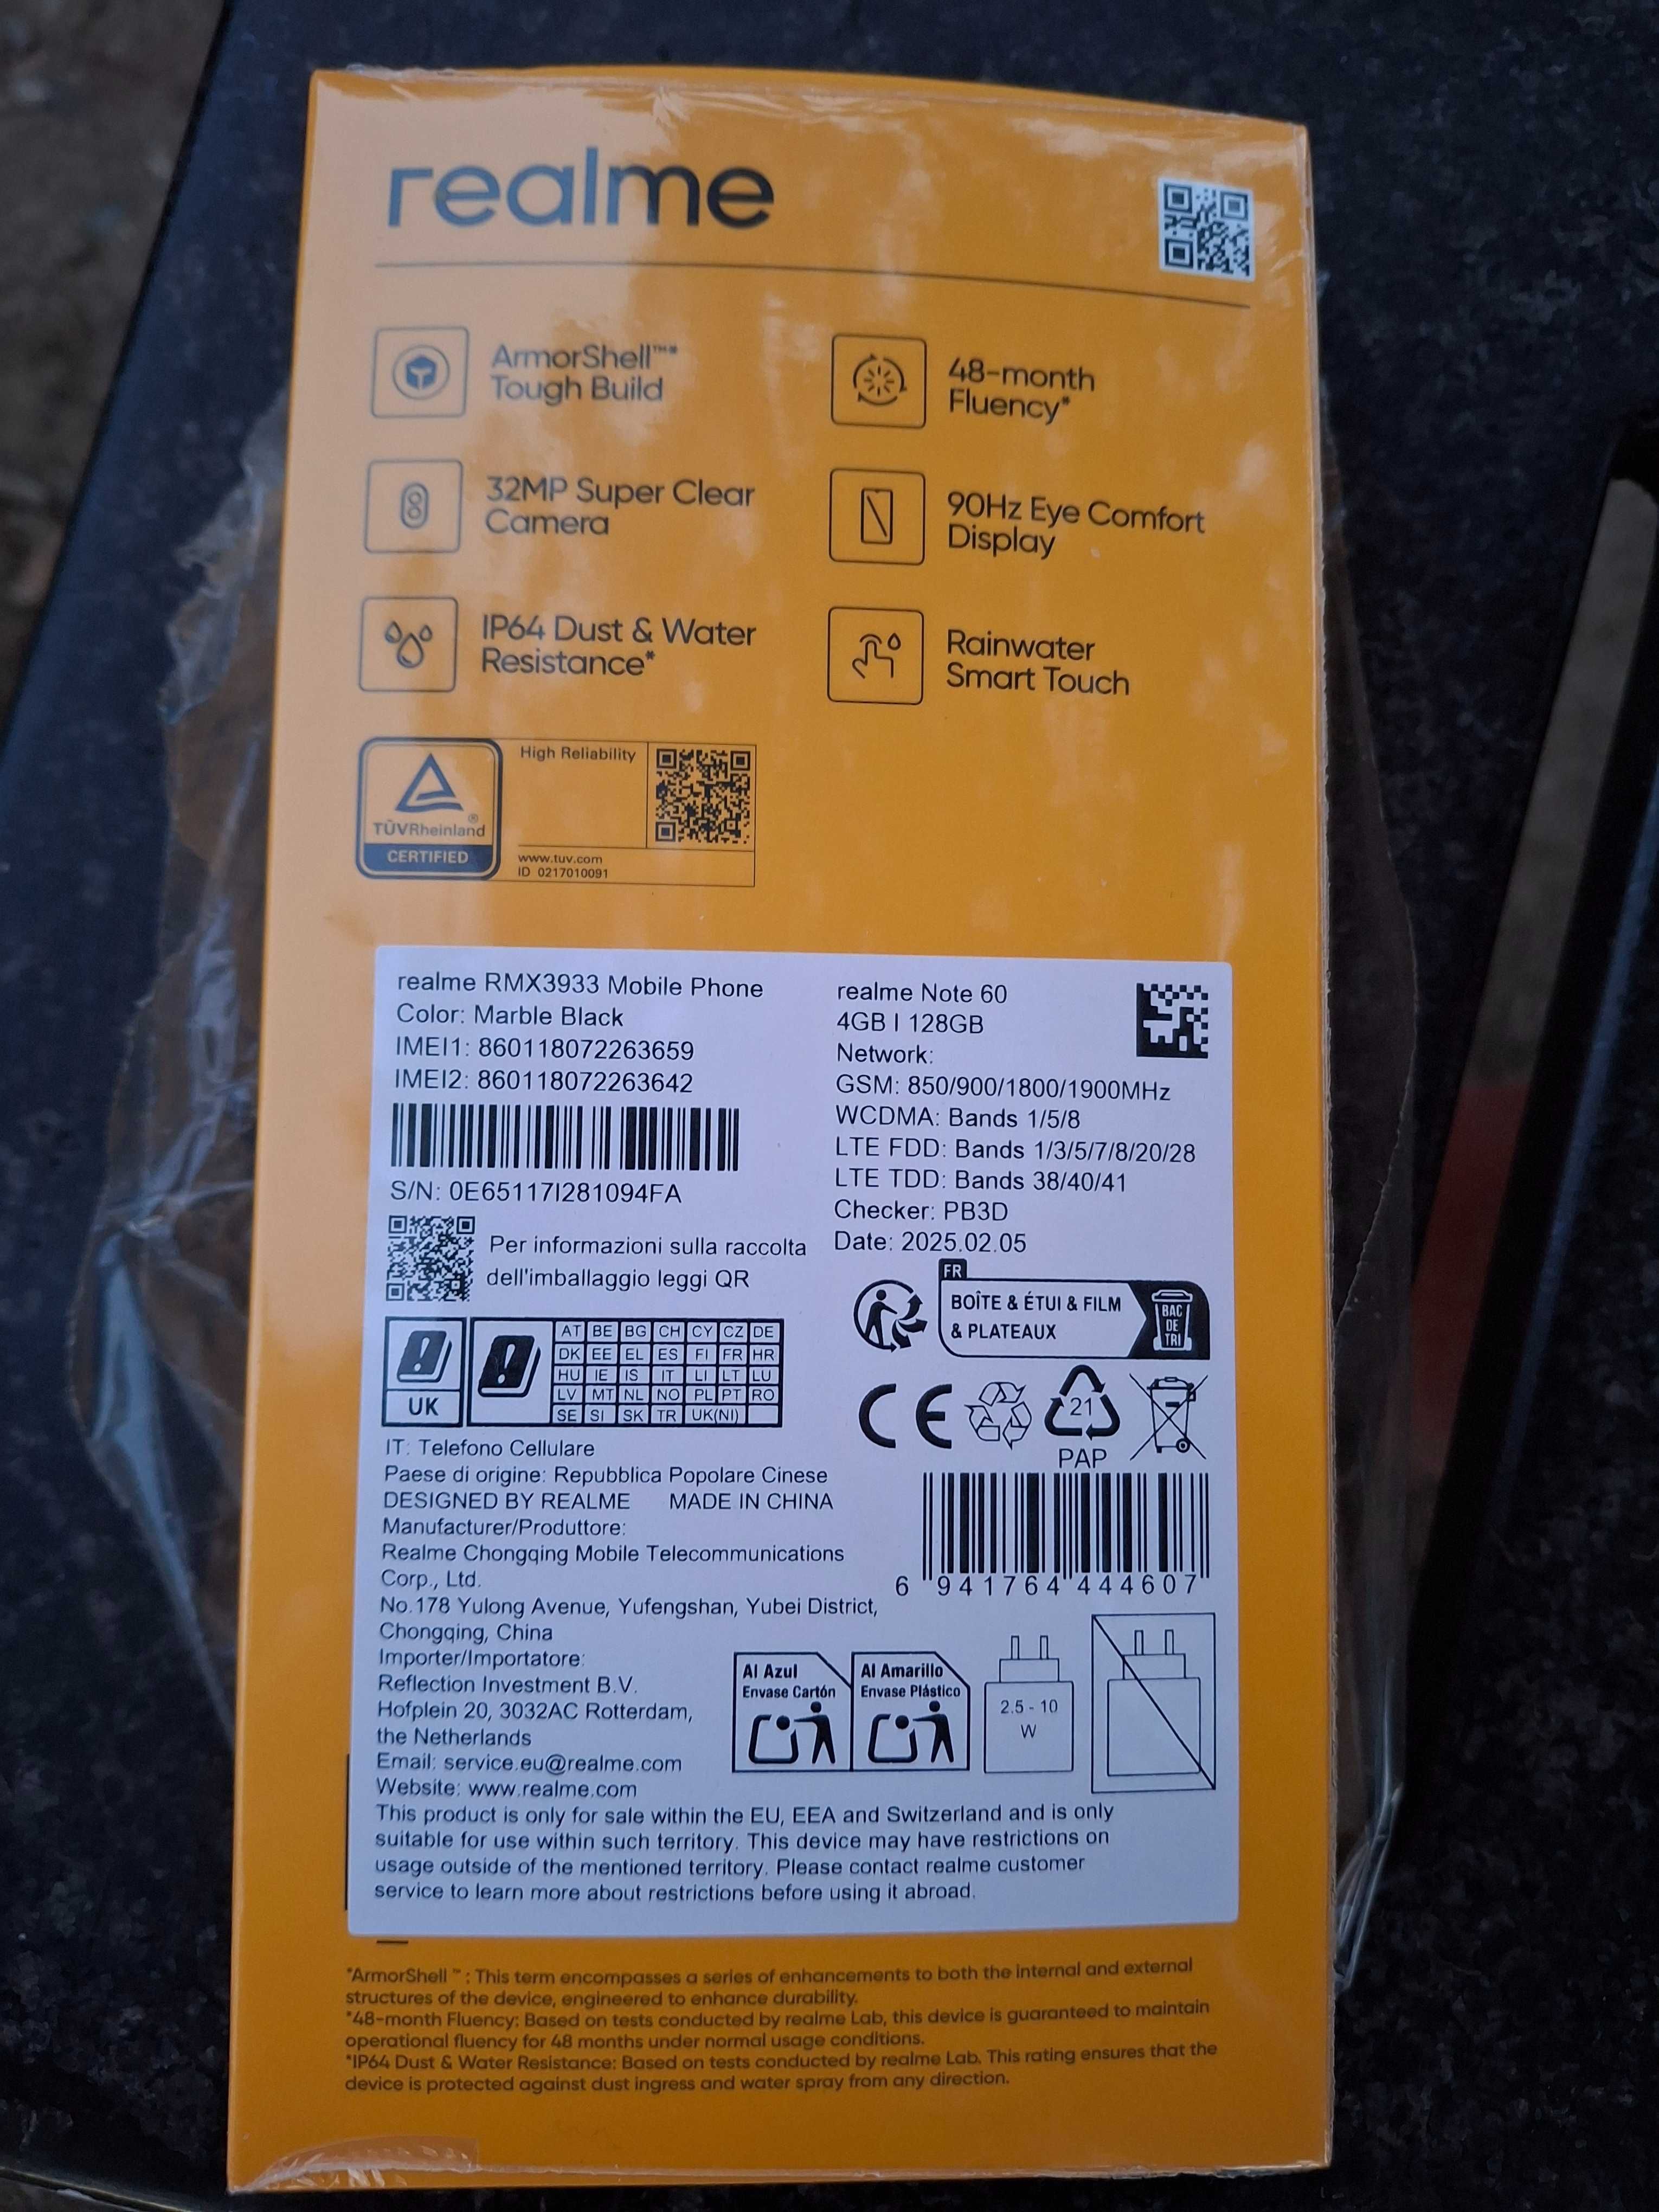 realme
ArmorShell™*
Tough Build
48-month
Fluency*
32MP Super Clear
Camera
90Hz Eye Comfort
Display
IP64 Dust & Water
Resistance*
Rainwater
Smart Touch
TÜVRheinland®
CERTIFIED
High Reliability
www.tuv.com
ID 0217010091
realme RMX3933 Mobile Phone
Color: Marble Black
IMEI1: 860118072263659
IMEI2: 860118072263642
S/N: 0E65117I281094FA
Per informazioni sulla raccolta
dell'imballaggio leggi QR
realme Note 60
4GB | 128GB
Network:
GSM: 850/900/1800/1900MHz
WCDMA: Bands 1/5/8
LTE FDD: Bands 1/3/5/7/8/20/28
LTE TDD: Bands 38/40/41
Checker: PB3D
Date: 2025.02.05
FR
BOÎTE & ÉTUI & FILM
& PLATEAUX
BAC
DE
TRI
UK
AT BE BG CH CY CZ DE
DK EE EL ES FI FR HR
HU IE IS IT LI LT LU
LV MT NL NO PL PT RO
SE SI SK TR UK(NI)
CE
21
PAP
IT: Telefono Cellulare
Paese di origine: Repubblica Popolare Cinese
DESIGNED BY REALME MADE IN CHINA
Manufacturer/Produttore:
Realme Chongqing Mobile Telecommunications
Corp., Ltd.
No.178 Yulong Avenue, Yufengshan, Yubei District,
Chongqing, China
Importer/Importatore:
Reflection Investment B.V.
Hofplein 20, 3032AC Rotterdam,
the Netherlands
Email: service.eu@realme.com
Website: www.realme.com
6 941764 444607
Al Azul
Envase Cartón
Al Amarillo
Envase Plástico
2.5 - 10
W
This product is only for sale within the EU, EEA and Switzerland and is only
suitable for use within such territory. This device may have restrictions on
usage outside of the mentioned territory. Please contact realme customer
service to learn more about restrictions before using it abroad.
*ArmorShell™: This term encompasses a series of enhancements to both the internal and external
structures of the device, engineered to enhance durability.
*48-month Fluency: Based on tests conducted by realme Lab, this device is guaranteed to maintain
operational fluency for 48 months under normal usage conditions.
*IP64 Dust & Water Resistance: Based on tests conducted by realme Lab. This rating ensures that the
device is protected against dust ingress and water spray from any direction.